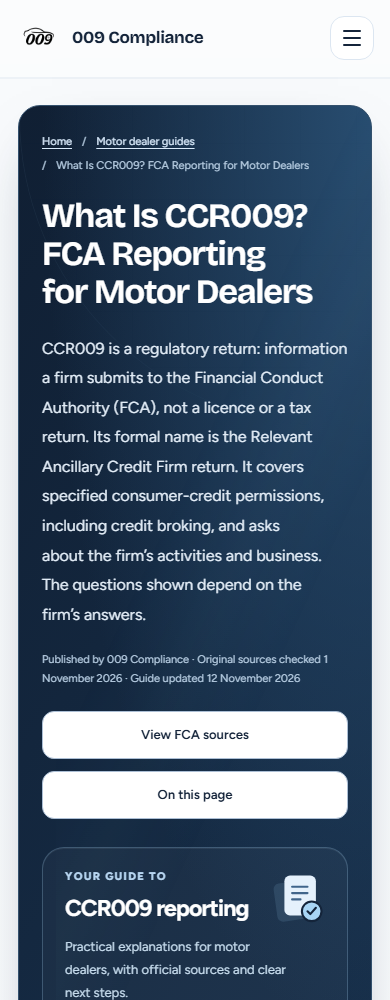 009 009 Compliance
Home / Motor dealer guides
/ What Is CCR009? FCA Reporting for Motor Dealers
What Is CCR009?
FCA Reporting
for Motor Dealers
CCR009 is a regulatory return: information
a firm submits to the Financial Conduct
Authority (FCA), not a licence or a tax
return. Its formal name is the Relevant
Ancillary Credit Firm return. It covers
specified consumer-credit permissions,
including credit broking, and asks
about the firm’s activities and business.
The questions shown depend on the
firm’s answers.
Published by 009 Compliance · Original sources checked 1
November 2026 · Guide updated 12 November 2026
View FCA sources
On this page
YOUR GUIDE TO
CCR009 reporting
Practical explanations for motor
dealers, with official sources and clear
next steps.